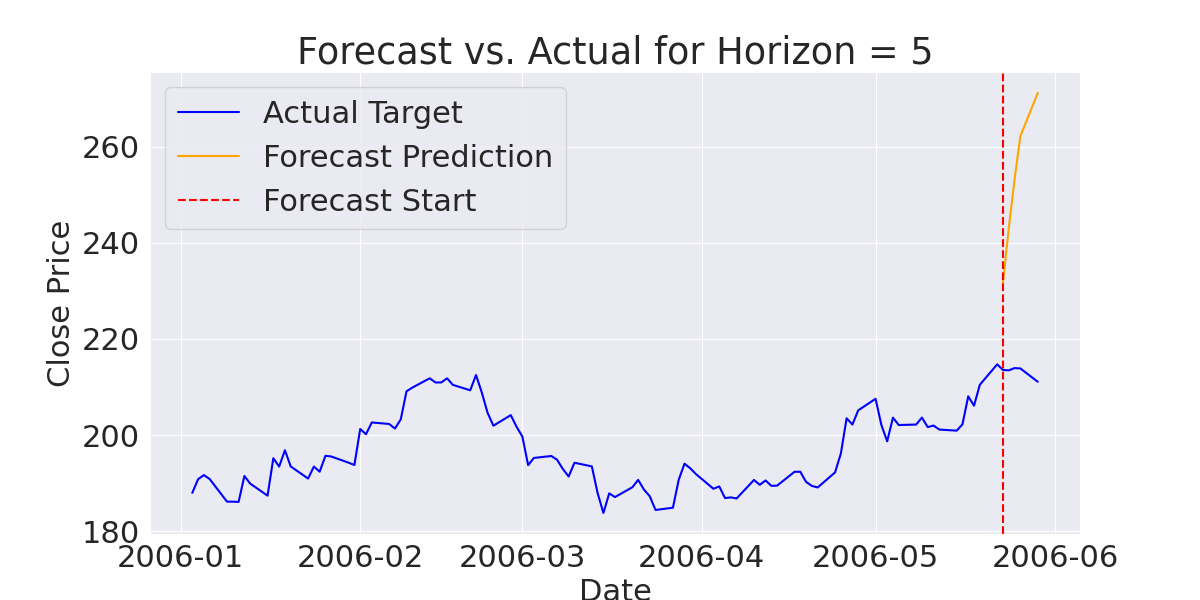 Forecast vs. Actual for Horizon = 5
Actual Target
Forecast Prediction
Forecast Start
Close Price
260
240
220
200
180
2006-01 2006-02 2006-03 2006-04 2006-05 2006-06
Date